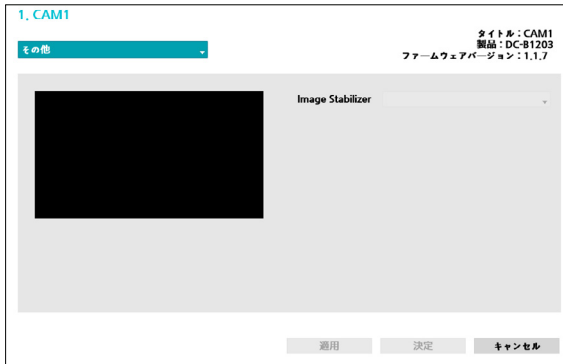 1. CAM1
タイトル：CAM1
製品：DC-B1203
ファームウェアバージョン：1.1.7
その他
Image Stabilizer
適用
決定
キャンセル